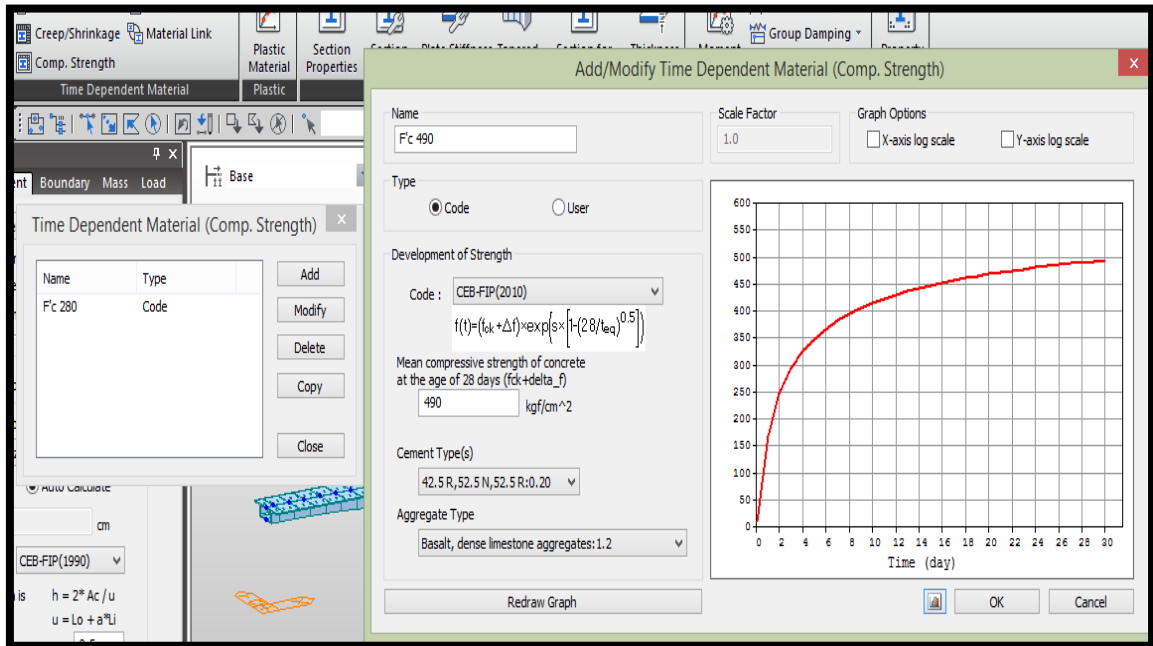 Creep/Shrinkage Material Link
Comp. Strength
Time Dependent Material
Plastic
Material
Plastic
Section
Properties
Group Damping
Add/Modify Time Dependent Material (Comp. Strength)
x
Name
F'c 490
Scale Factor
1.0
Graph Options
X-axis log scale
Y-axis log scale
Type
Code
User
Development of Strength
Code :
CEB-FIP(2010)
f(t)=(fck+Δf)×exp{s×[1-(28/teq)^0.5]}
Mean compressive strength of concrete
at the age of 28 days (fck+delta_f)
490
kgf/cm^2
Cement Type(s)
42.5 R,52.5 N,52.5 R:0.20
Aggregate Type
Basalt, dense limestone aggregates:1.2
Redraw Graph
600
550
500
450
400
350
300
250
200
150
100
50
0
0 2 4 6 8 10 12 14 16 18 20 22 24 26 28 30
Time (day)
OK
Cancel
Boundary Mass Load
Base
Time Dependent Material (Comp. Strength)
x
Name Type
F'c 280 Code
Add
Modify
Delete
Copy
Close
Auto Calculate
cm
CEB-FIP(1990)
is h = 2* Ac / u
u = Lo + a*Li